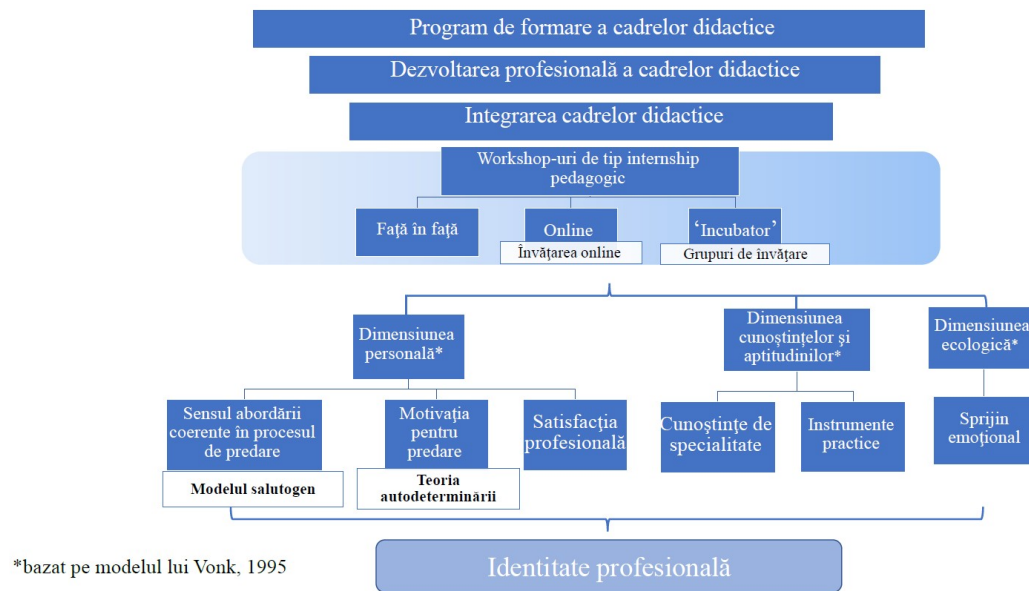 Program de formare a cadrelor didactice
Dezvoltarea profesională a cadrelor didactice
Integrarea cadrelor didactice
Workshop-uri de tip internship
pedagogic
Față în față
Online
‘Incubator’
Învățarea online
Grupuri de învățare
Dimensiunea
personală*
Dimensiunea
cunoștințelor şi
aptitudinilor*
Dimensiunea
ecologică*
Sensul abordării
coerente în procesul
de predare
Motivația
pentru
predare
Satisfacția
profesională
Cunoștințe de
specialitate
Instrumente
practice
Sprijin
emoțional
Modelul salutogen
Teoria
autodeterminării
*bazat pe modelul lui Vonk, 1995
Identitate profesională